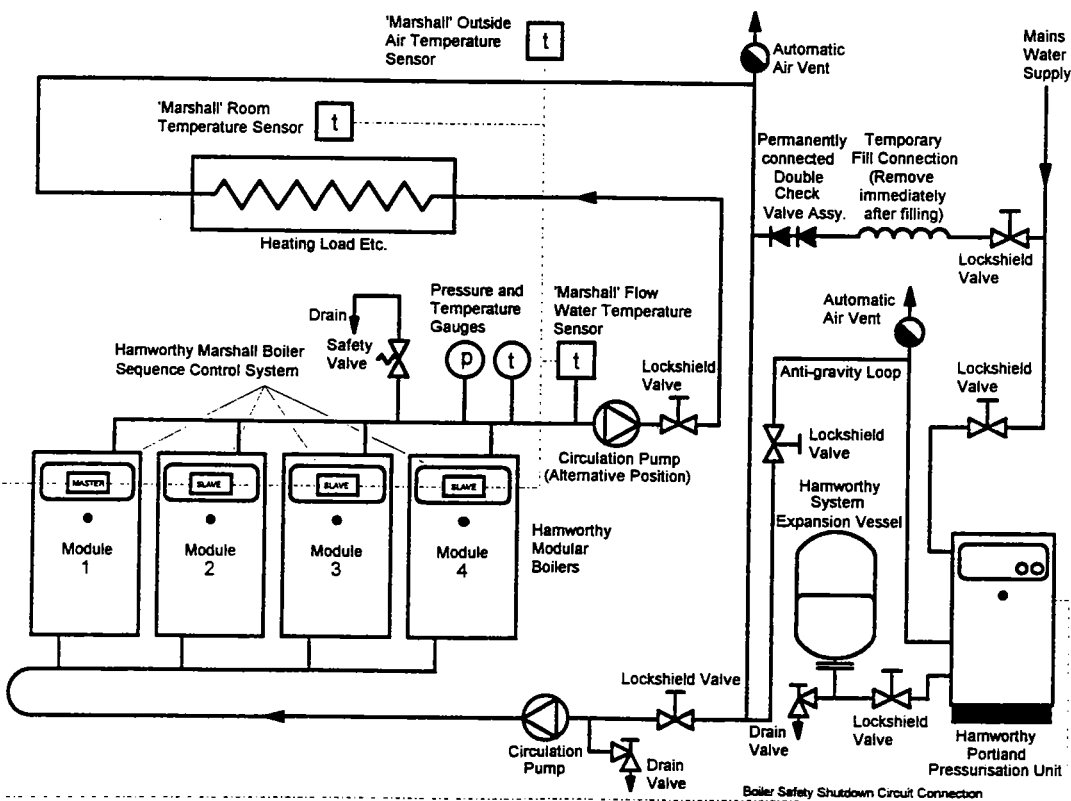 'Marshall' Outside
Air Temperature
Sensor
t
Automatic
Air Vent
Mains
Water
Supply
'Marshall' Room
Temperature Sensor
t
Permanently
connected
Double
Check
Valve Assy.
Temporary
Fill Connection
(Remove
immediately
after filling)
Lockshield
Valve
Heating Load Etc.
Pressure and
Temperature
Gauges
'Marshall' Flow
Water Temperature
Sensor
Automatic
Air Vent
Drain
Safety
Valve
p
t
t
Hamworthy Marshall Boiler
Sequence Control System
Lockshield
Valve
Anti-gravity Loop
Lockshield
Valve
Lockshield
Valve
Circulation Pump
(Alternative Position)
MASTER
SLAVE
SLAVE
SLAVE
Hamworthy
System
Expansion Vessel
Module
1
Module
2
Module
3
Module
4
Hamworthy
Modular
Boilers
Lockshield Valve
Circulation
Pump
Drain
Valve
Drain
Valve
Lockshield
Valve
Hamworthy
Portland
Pressurisation Unit
Boiler Safety Shutdown Circuit Connection